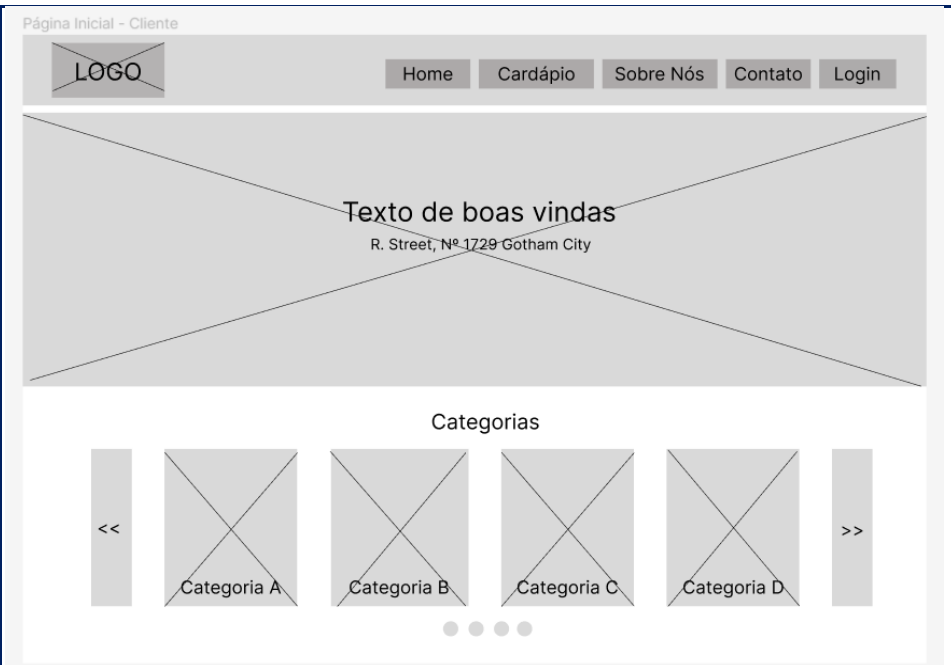 Página Inicial - Cliente
LOGO
Home
Cardápio
Sobre Nós
Contato
Login
Texto de boas vindas
R. Street, Nº 1729 Gotham City
Categorias
<<
Categoria A
Categoria B
Categoria C
Categoria D
>>